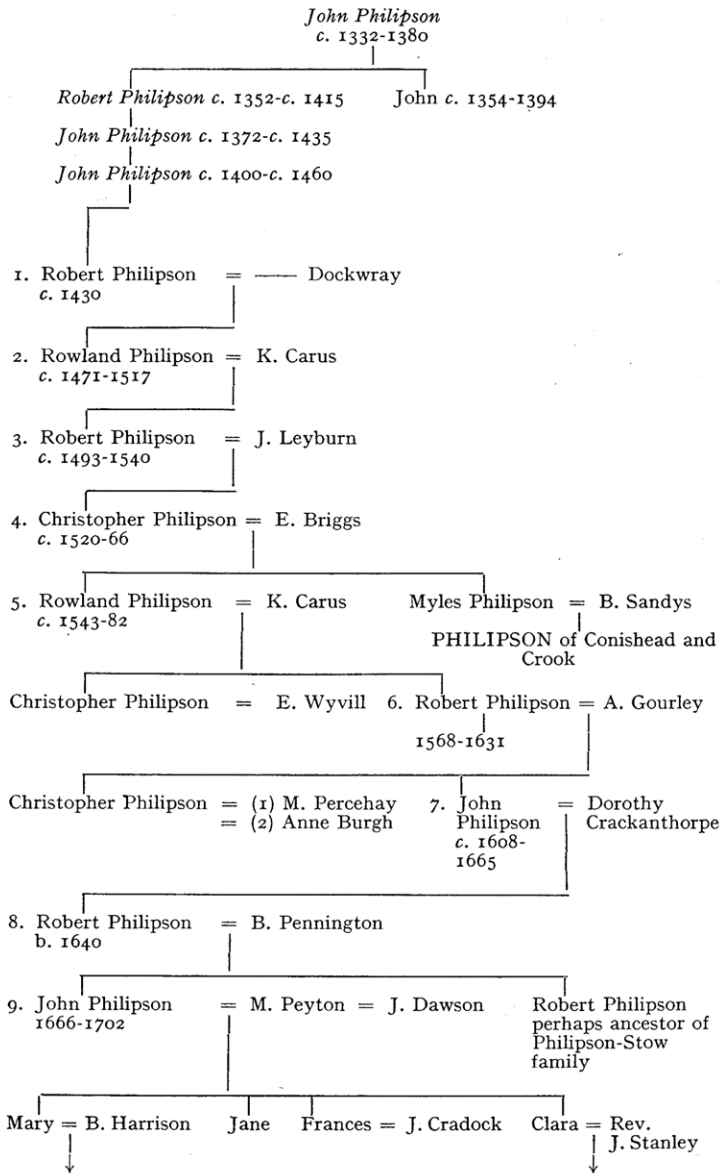 John Philipson
c. 1332-1380
Robert Philipson c. 1352-c. 1415 John c. 1354-1394
John Philipson c. 1372-c. 1435
John Philipson c. 1400-c. 1460
1. Robert Philipson = —— Dockwray
c. 1430
2. Rowland Philipson = K. Carus
c. 1471-1517
3. Robert Philipson = J. Leyburn
c. 1493-1540
4. Christopher Philipson = E. Briggs
c. 1520-66
5. Rowland Philipson = K. Carus Myles Philipson = B. Sandys
c. 1543-82
PHILIPSON of Conishead and
Crook
Christopher Philipson = E. Wyvill 6. Robert Philipson = A. Gourley
1568-1631
Christopher Philipson = (1) M. Percehay 7. John = Dorothy
= (2) Anne Burgh Philipson Crackanthorpe
c. 1608-
1665
8. Robert Philipson = B. Pennington
b. 1640
9. John Philipson = M. Peyton = J. Dawson Robert Philipson
1666-1702 perhaps ancestor of
Philipson-Stow
family
Mary = B. Harrison Jane Frances = J. Cradock Clara = Rev.
J. Stanley